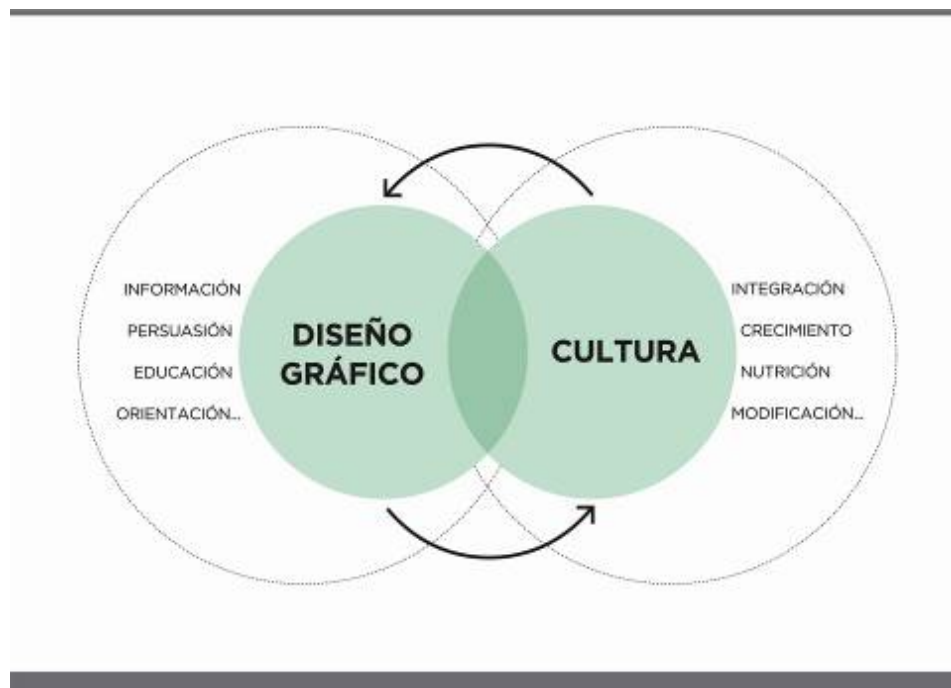 INFORMACIÓN
PERSUASIÓN
EDUCACIÓN
ORIENTACIÓN...
DISEÑO
GRÁFICO
CULTURA
INTEGRACIÓN
CRECIMIENTO
NUTRICIÓN
MODIFICACIÓN...